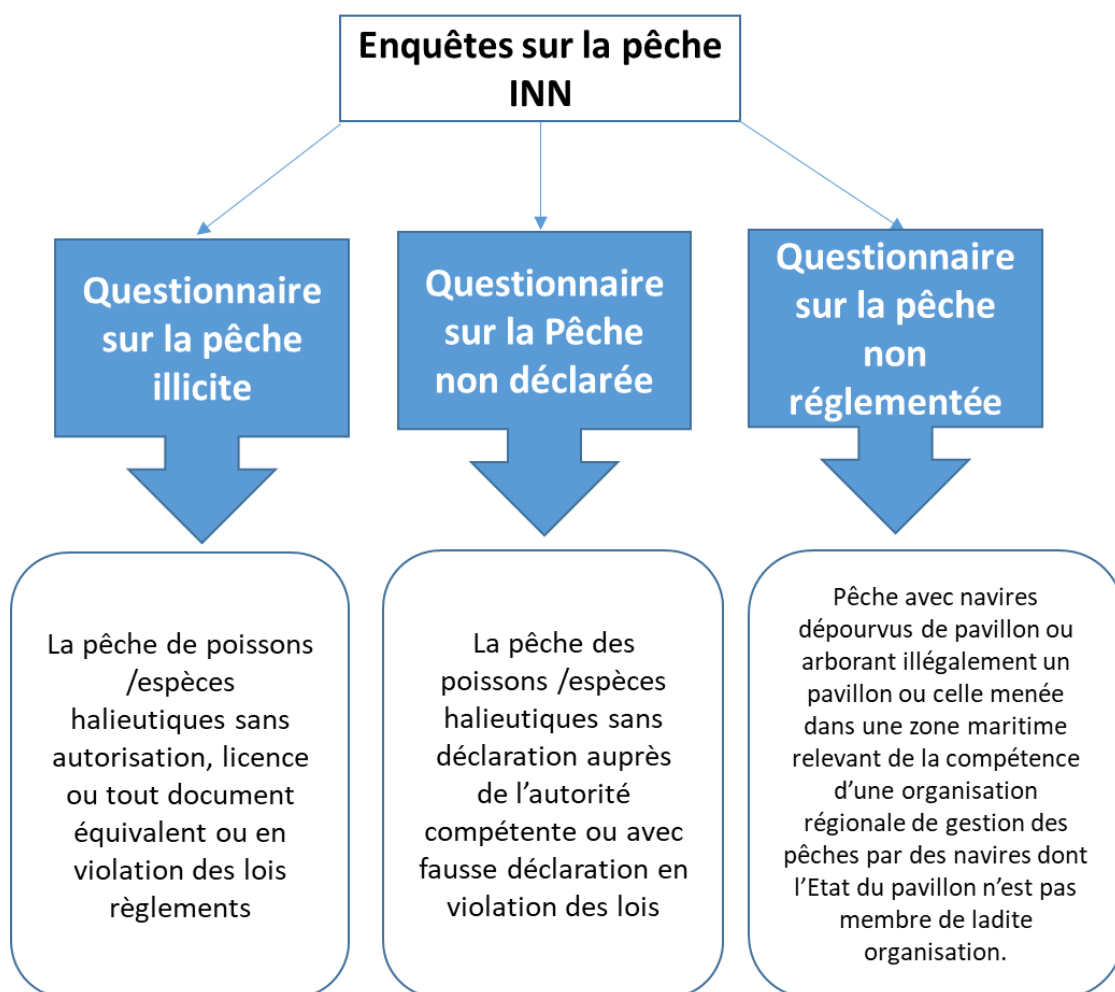 Enquêtes sur la pêche
INN
Questionnaire
sur la pêche
illicite
Questionnaire
sur la Pêche
non déclarée
Questionnaire
sur la pêche
non
réglementée
La pêche de poissons
/espèces
halieutiques sans
autorisation, licence
ou tout document
équivalent ou en
violation des lois
règlements
La pêche des
poissons /espèces
halieutiques sans
déclaration auprès
de l’autorité
compétente ou avec
fausse déclaration en
violation des lois
Pêche avec navires
dépourvus de pavillon ou
arborant illégalement un
pavillon ou celle menée
dans une zone maritime
relevant de la compétence
d’une organisation
régionale de gestion des
pêches par des navires dont
l’Etat du pavillon n’est pas
membre de ladite
organisation.